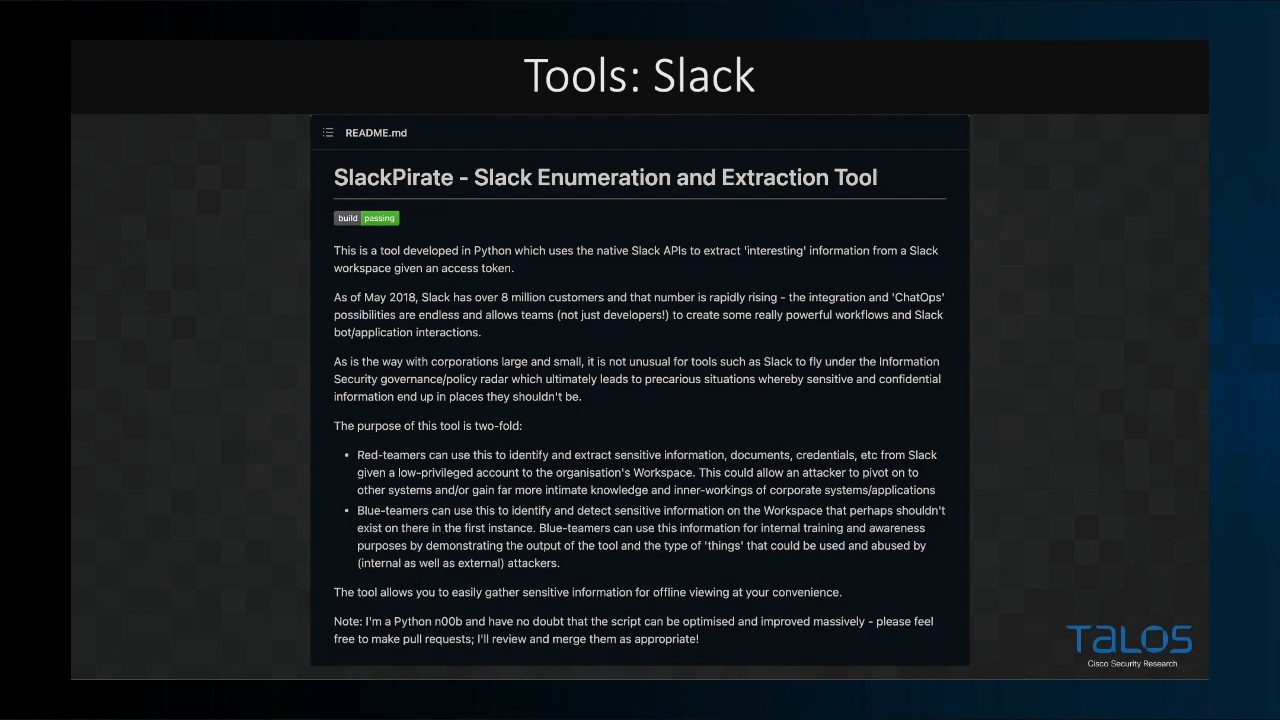 Tools: Slack
README.md
SlackPirate - Slack Enumeration and Extraction Tool
build passing
This is a tool developed in Python which uses the native Slack APIs to extract 'interesting' information from a Slack
workspace given an access token.
As of May 2018, Slack has over 8 million customers and that number is rapidly rising - the integration and 'ChatOps'
possibilities are endless and allows teams (not just developers!) to create some really powerful workflows and Slack
bot/application interactions.
As is the way with corporations large and small, it is not unusual for tools such as Slack to fly under the Information
Security governance/policy radar which ultimately leads to precarious situations whereby sensitive and confidential
information end up in places they shouldn't be.
The purpose of this tool is two-fold:
• Red-teamers can use this to identify and extract sensitive information, documents, credentials, etc from Slack
given a low-privileged account to the organisation's Workspace. This could allow an attacker to pivot on to
other systems and/or gain far more intimate knowledge and inner-workings of corporate systems/applications
• Blue-teamers can use this to identify and detect sensitive information on the Workspace that perhaps shouldn't
exist on there in the first instance. Blue-teamers can use this information for internal training and awareness
purposes by demonstrating the output of the tool and the type of 'things' that could be used and abused by
(internal as well as external) attackers.
The tool allows you to easily gather sensitive information for offline viewing at your convenience.
Note: I'm a Python n00b and have no doubt that the script can be optimised and improved massively - please feel
free to make pull requests; I'll review and merge them as appropriate!
TALOS
Cisco Security Research